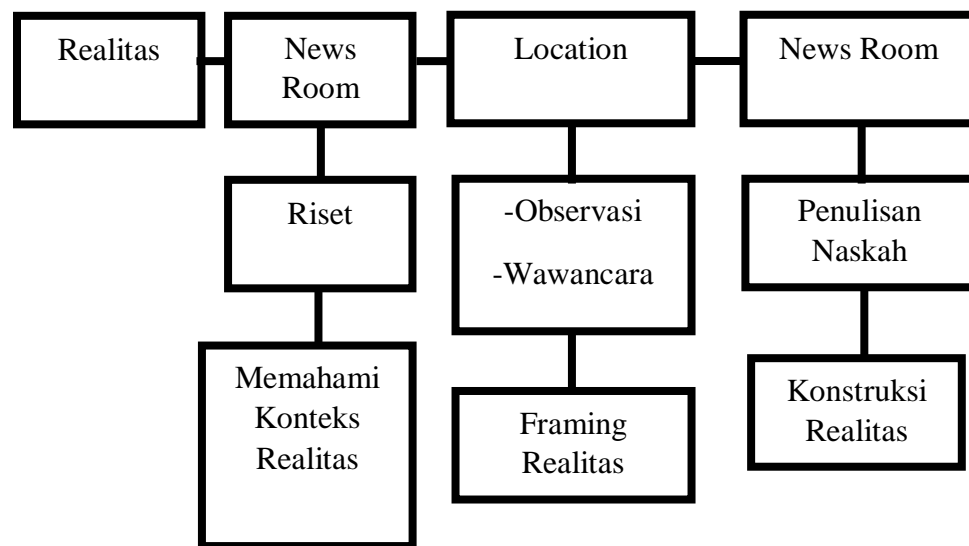 Realitas
News
Room
Location
News Room
Riset
-Observasi
-Wawancara
Penulisan
Naskah
Memahami
Konteks
Realitas
Framing
Realitas
Konstruksi
Realitas